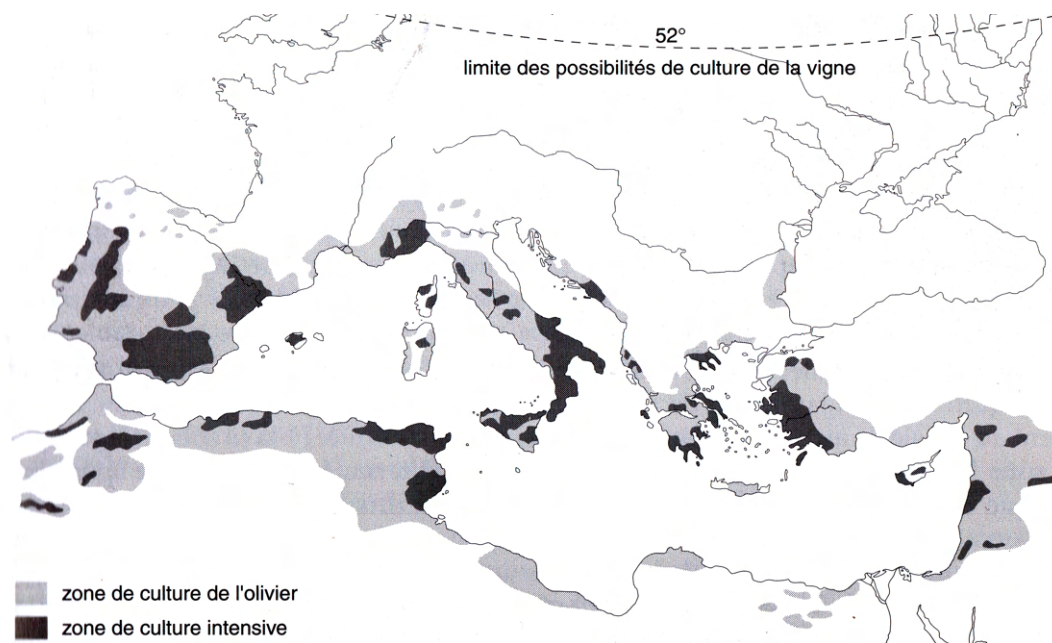 52°
limite des possibilités de culture de la vigne
zone de culture de l'olivier
zone de culture intensive